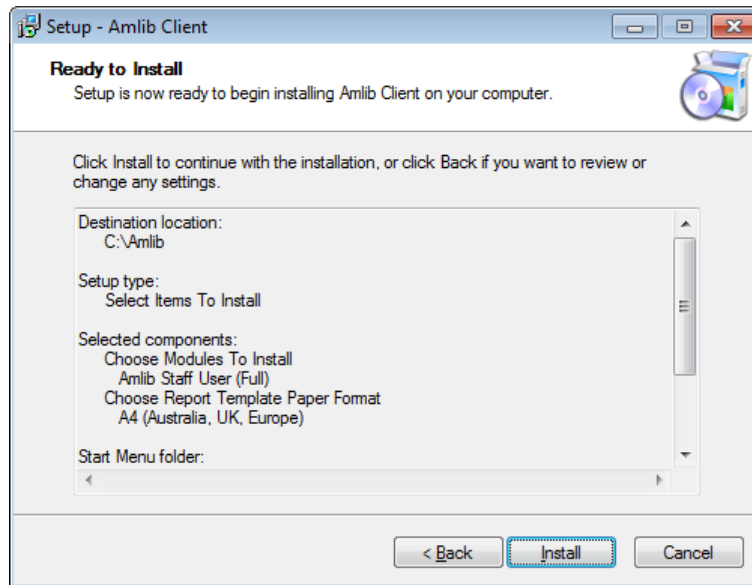 Setup - Amlib Client
Ready to Install
Setup is now ready to begin installing Amlib Client on your computer.
Click Install to continue with the installation, or click Back if you want to review or
change any settings.
Destination location:
C:\Amlib
Setup type:
Select Items To Install
Selected components:
Choose Modules To Install
Amlib Staff User (Full)
Choose Report Template Paper Format
A4 (Australia, UK, Europe)
Start Menu folder:
< Back
Install
Cancel